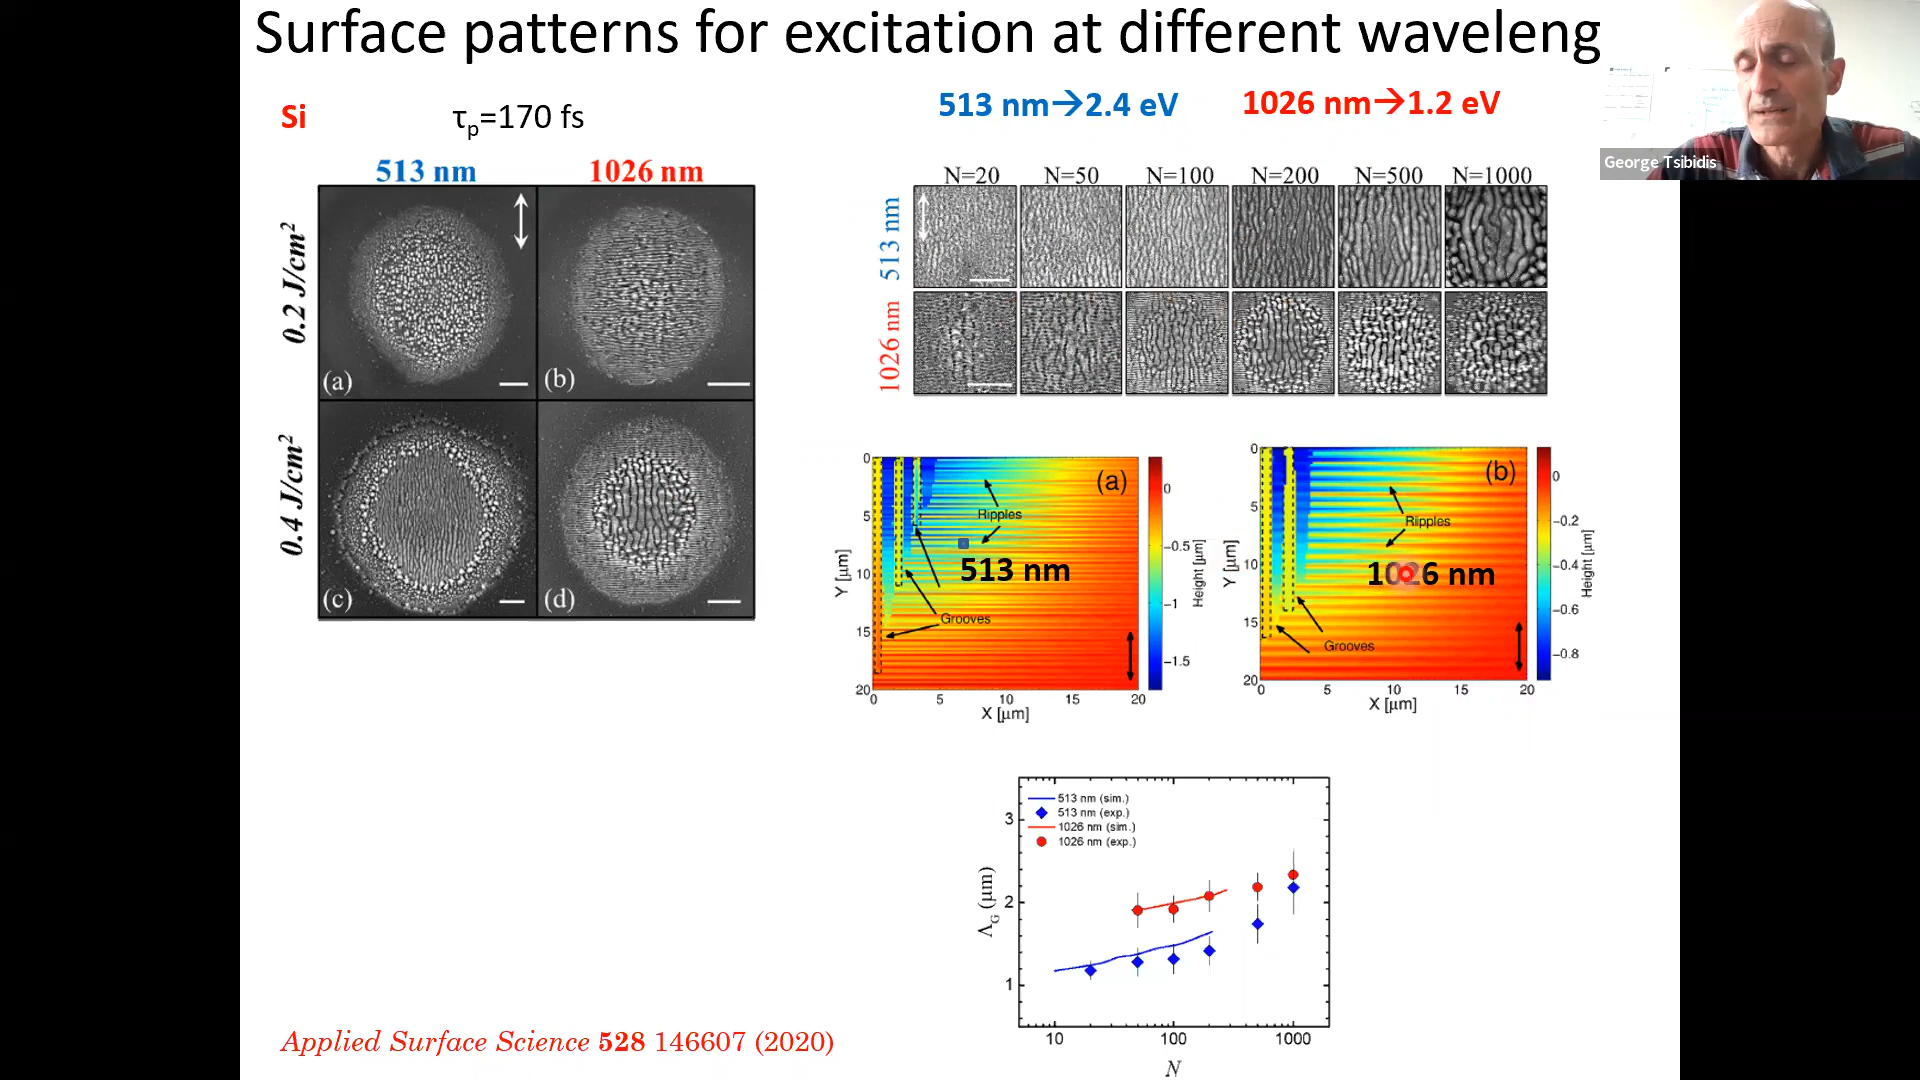 Surface patterns for excitation at different waveleng
George Tsibidis
Si
τp=170 fs
513 nm→2.4 eV
1026 nm→1.2 eV
513 nm
1026 nm
0.2 J/cm2
0.4 J/cm2
(a)
(b)
(c)
(d)
N=20 N=50 N=100 N=200 N=500 N=1000
513 nm
1026 nm
(a)
Ripples
513 nm
Grooves
0
5
10
15
20
Y [μm]
0 5 10 15 20
X [μm]
0
−0.5
−1
−1.5
Height [μm]
(b)
Ripples
1026 nm
Grooves
0
5
10
15
20
Y [μm]
0 5 10 15 20
X [μm]
0
−0.2
−0.4
−0.6
−0.8
Height [μm]
513 nm (sim.)
513 nm (exp.)
1026 nm (sim.)
1026 nm (exp.)
3
2
1
ΛG (μm)
10 100 1000
N
Applied Surface Science 528 146607 (2020)